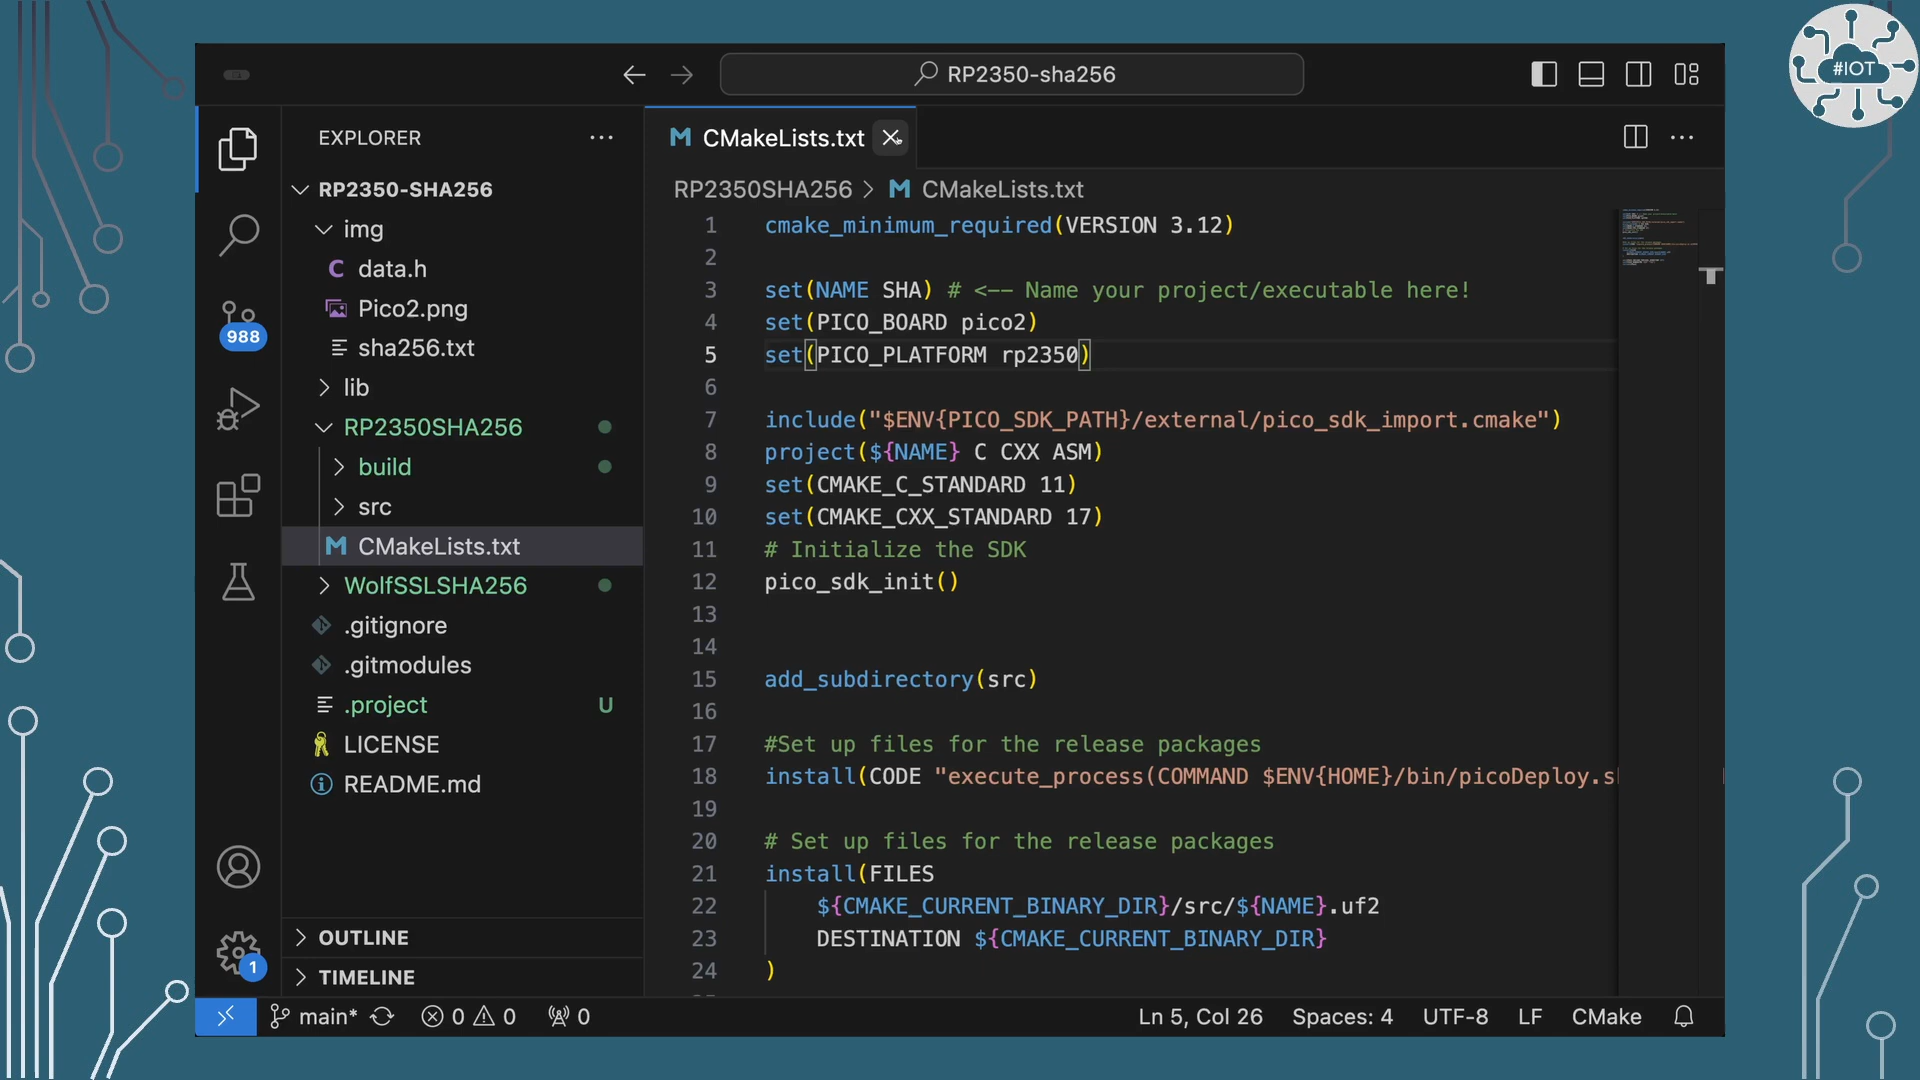 #IOT
RP2350-sha256
EXPLORER
CMakeLists.txt
RP2350-SHA256
RP2350SHA256 > CMakeLists.txt
img
data.h
Pico2.png
sha256.txt
lib
RP2350SHA256
build
src
CMakeLists.txt
WolfSSLSHA256
.gitignore
.gitmodules
.project U
LICENSE
README.md
988
1
OUTLINE
TIMELINE
1 cmake_minimum_required(VERSION 3.12)
2
3 set(NAME SHA) # <-- Name your project/executable here!
4 set(PICO_BOARD pico2)
5 set(PICO_PLATFORM rp2350)
6
7 include("$ENV{PICO_SDK_PATH}/external/pico_sdk_import.cmake")
8 project(${NAME} C CXX ASM)
9 set(CMAKE_C_STANDARD 11)
10 set(CMAKE_CXX_STANDARD 17)
11 # Initialize the SDK
12 pico_sdk_init()
13
14
15 add_subdirectory(src)
16
17 #Set up files for the release packages
18 install(CODE "execute_process(COMMAND $ENV{HOME}/bin/picoDeploy.s
19
20 # Set up files for the release packages
21 install(FILES
22 ${CMAKE_CURRENT_BINARY_DIR}/src/${NAME}.uf2
23 DESTINATION ${CMAKE_CURRENT_BINARY_DIR}
24 )
main* 0 0 0 Ln 5, Col 26 Spaces: 4 UTF-8 LF CMake